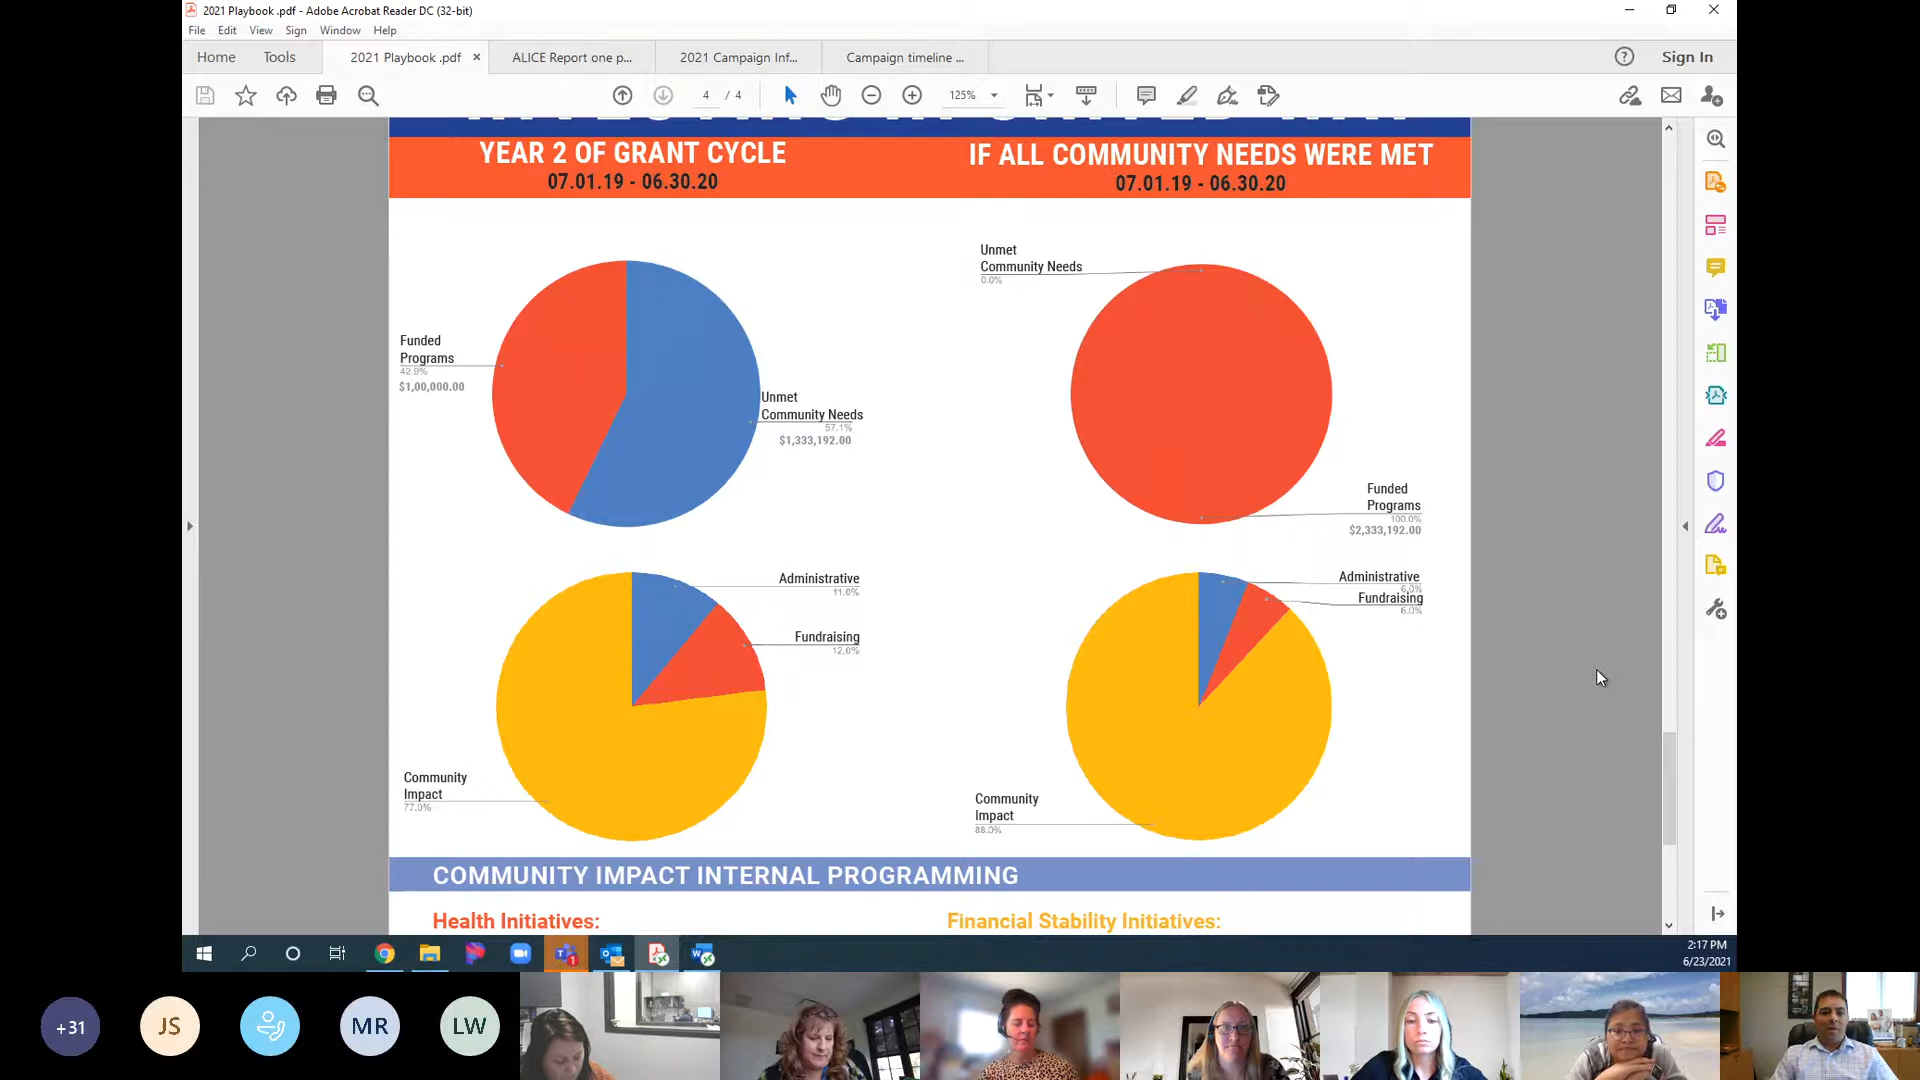 2021 Playbook .pdf - Adobe Acrobat Reader DC (32-bit)
File Edit View Sign Window Help
Home Tools 2021 Playbook .pdf × ALICE Report one p... 2021 Campaign Inf... Campaign timeline ... Sign In
4 / 4 125%
YEAR 2 OF GRANT CYCLE
07.01.19 - 06.30.20
IF ALL COMMUNITY NEEDS WERE MET
07.01.19 - 06.30.20
Funded
Programs
42.9%
$1,00,000.00
Unmet
Community Needs
57.1%
$1,333,192.00
Unmet
Community Needs
0.0%
Funded
Programs
100.0%
$2,333,192.00
Administrative
11.0%
Fundraising
12.0%
Community
Impact
77.0%
Administrative
6.0%
Fundraising
6.0%
Community
Impact
88.0%
COMMUNITY IMPACT INTERNAL PROGRAMMING
Health Initiatives:
Financial Stability Initiatives:
2:17 PM
6/23/2021
+31 JS MR LW